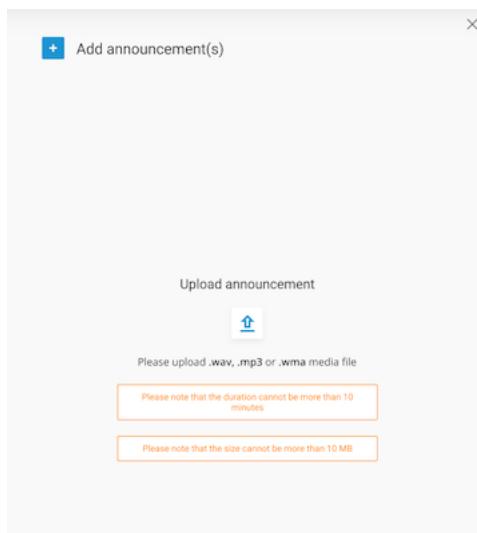 Add announcement(s)
Upload announcement
Please upload .wav, .mp3 or .wma media file
Please note that the duration cannot be more than 10
minutes
Please note that the size cannot be more than 10 MB